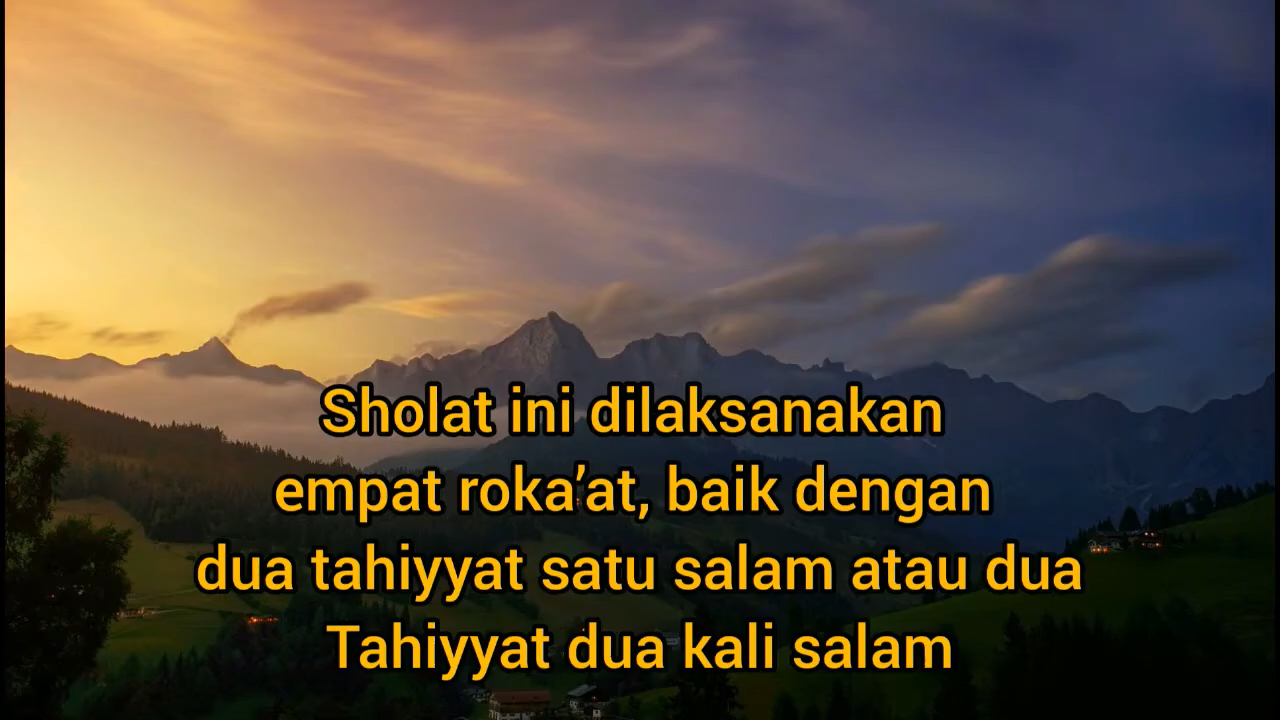 Sholat ini dilaksanakan
empat roka’at, baik dengan
dua tahiyyat satu salam atau dua
Tahiyyat dua kali salam